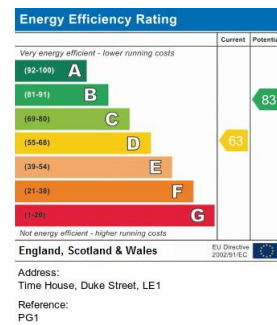 Energy Efficiency Rating
Current Potential
Very energy efficient - lower running costs
(92-100) A
(81-91) B 83
(69-80) C
(55-68) D 63
(39-54) E
(21-38) F
(1-20) G
Not energy efficient - higher running costs
England, Scotland & Wales EU Directive 2002/91/EC
Address:
Time House, Duke Street, LE1
Reference:
PG1